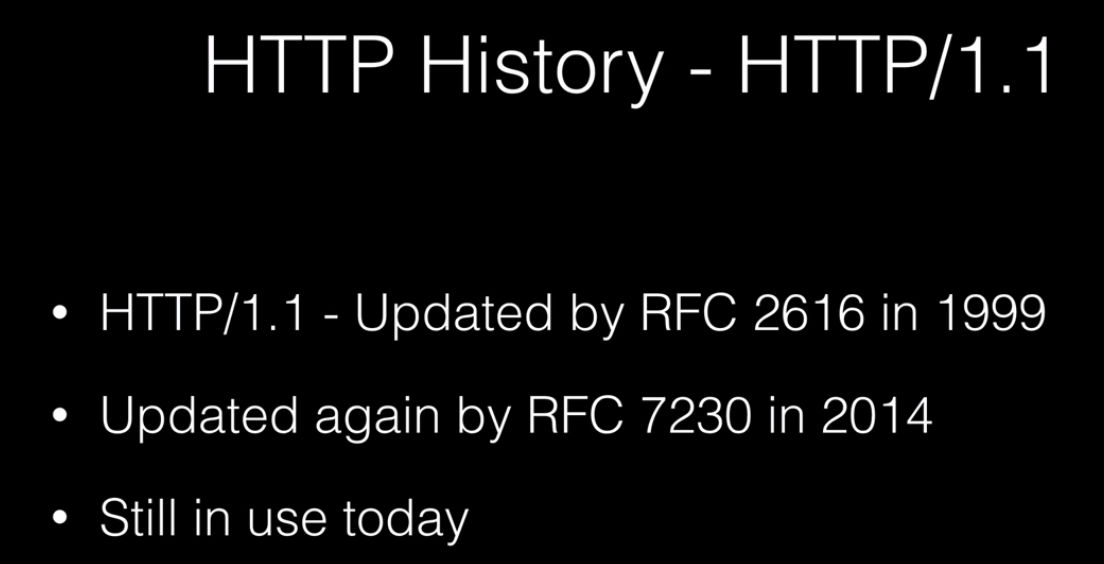 HTTP History - HTTP/1.1
• HTTP/1.1 - Updated by RFC 2616 in 1999
• Updated again by RFC 7230 in 2014
• Still in use today